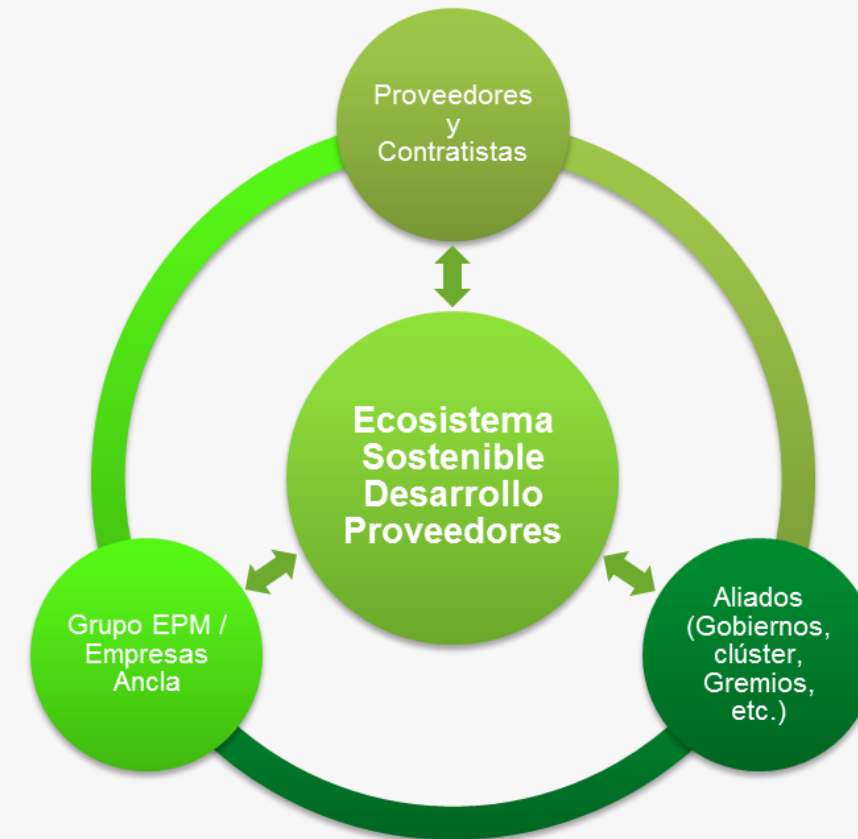 Proveedores
y
Contratistas
Ecosistema
Sostenible
Desarrollo
Proveedores
Grupo EPM /
Empresas
Ancla
Aliados
(Gobiernos,
clúster,
Gremios,
etc.)